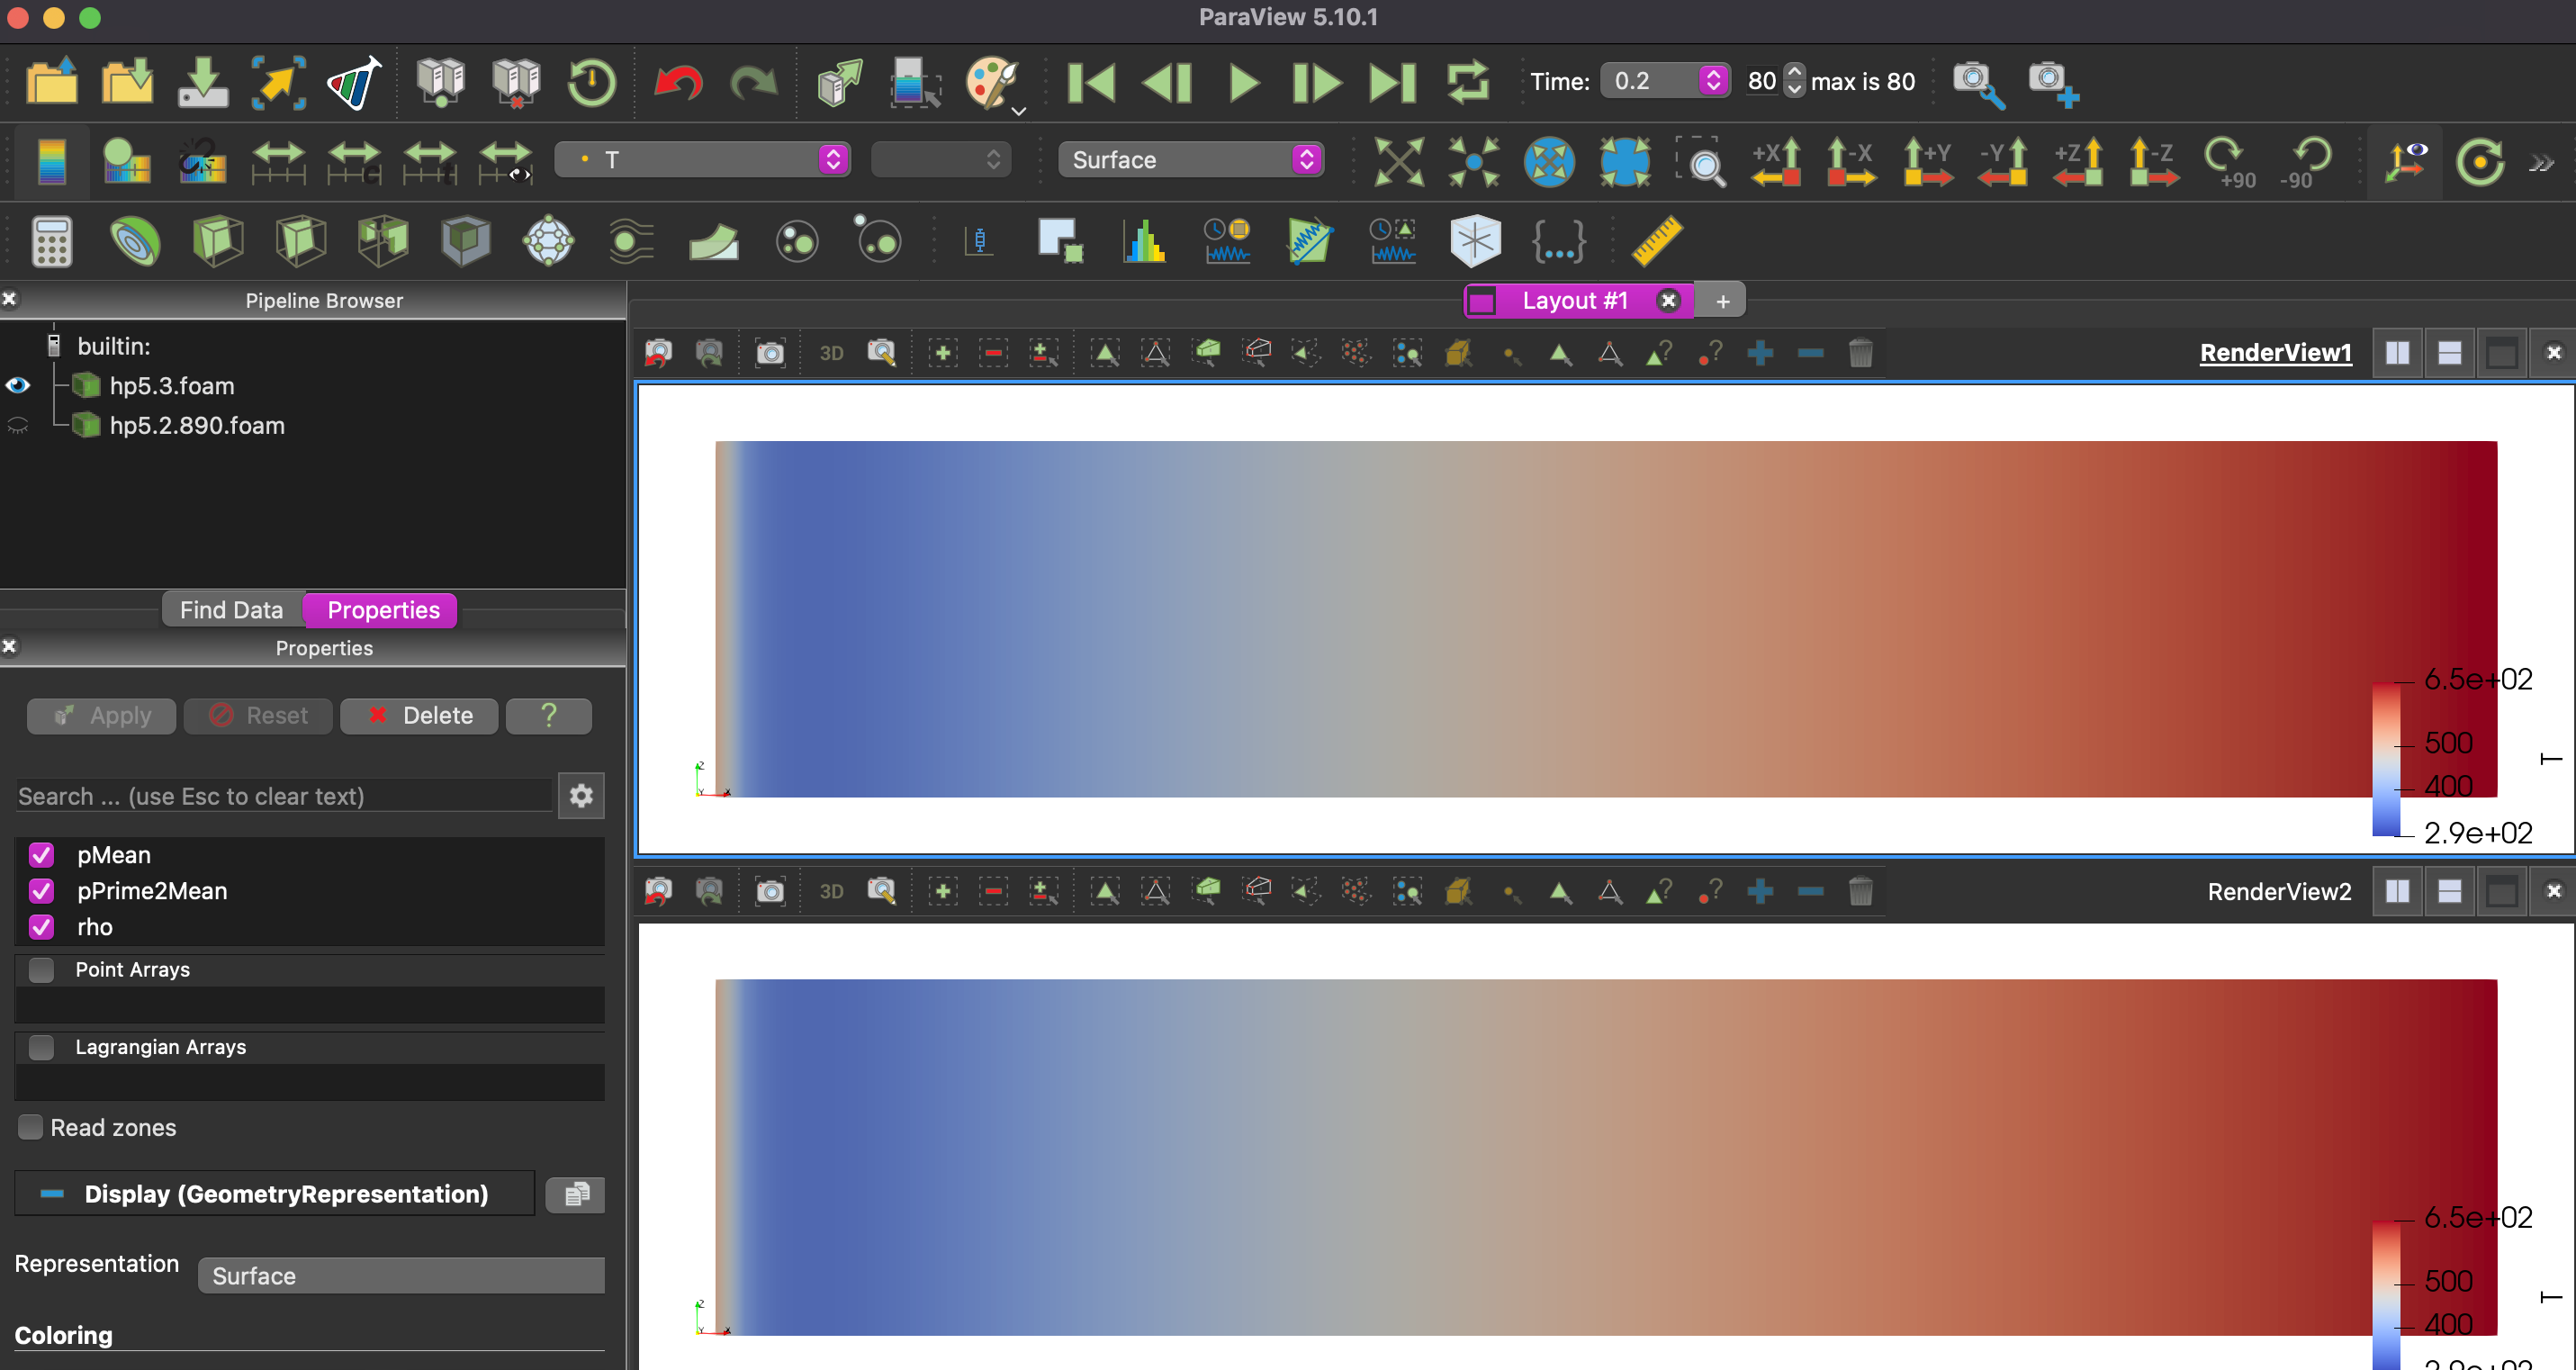 ParaView 5.10.1
Time: 0.2 80 max is 80
T Surface +X -X +Y -Y +Z -Z +90 -90
Pipeline Browser
Layout #1 +
builtin:
hp5.3.foam
hp5.2.890.foam
3D RenderView1
Find Data Properties
Properties
Apply Reset Delete ?
Search ... (use Esc to clear text)
pMean
pPrime2Mean
rho
Point Arrays
Lagrangian Arrays
Read zones
Display (GeometryRepresentation)
Representation Surface
Coloring
6.5e+02
500
400
2.9e+02
T
Z
Y X
3D RenderView2
6.5e+02
500
400
2.9e+02
T
Z
Y X